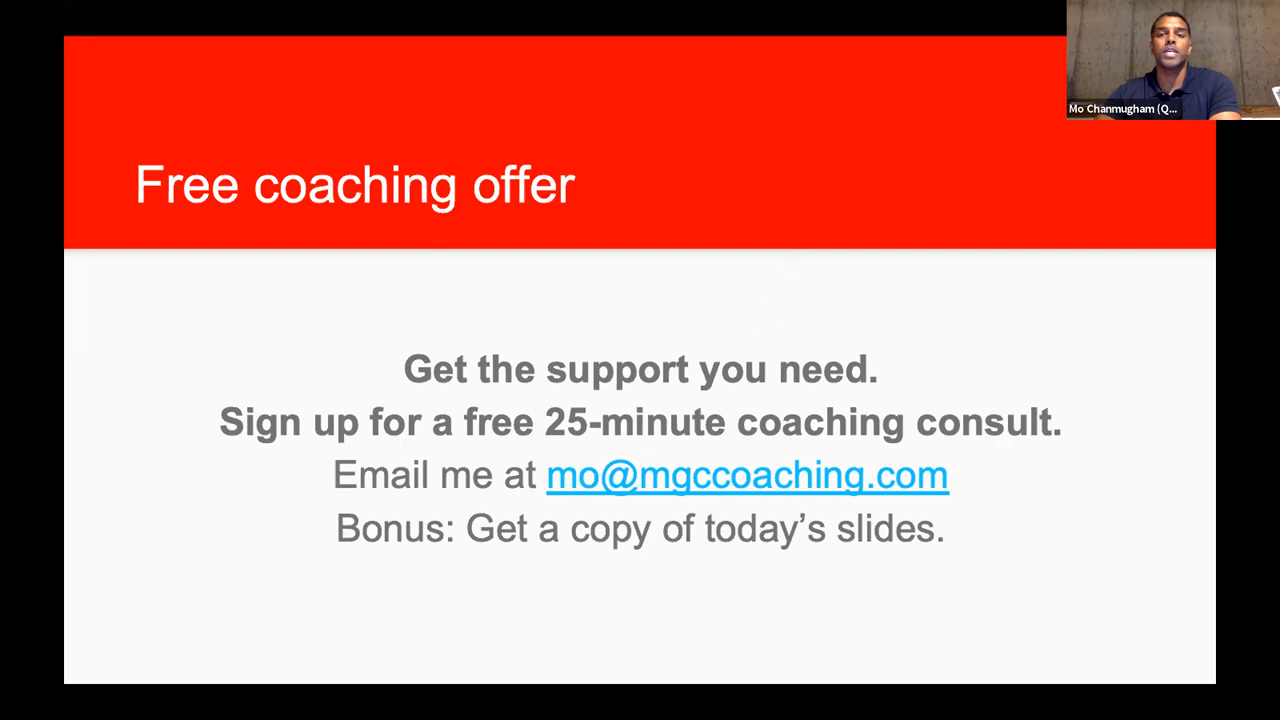 Mo Chanmugham (Q...
Free coaching offer
Get the support you need.
Sign up for a free 25-minute coaching consult.
Email me at mo@mgccoaching.com
Bonus: Get a copy of today’s slides.